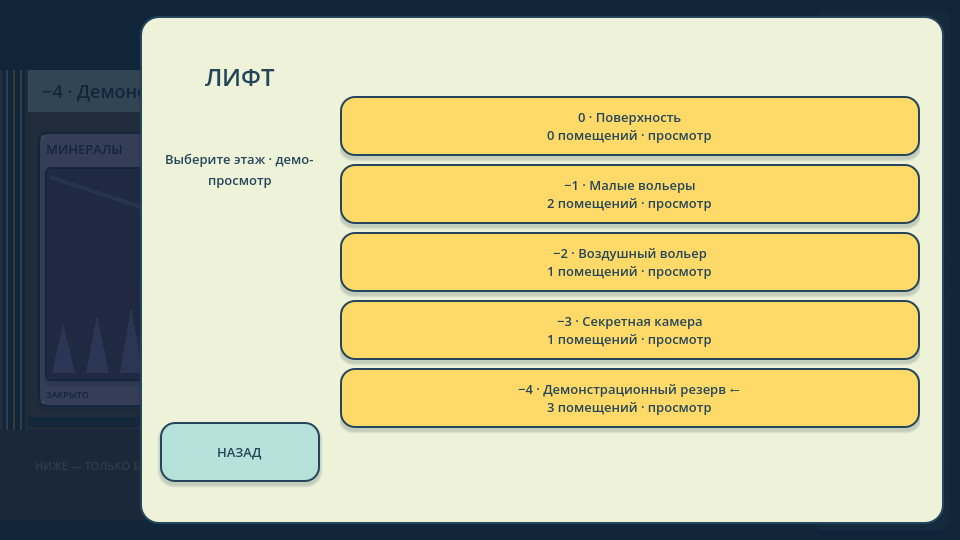 ЛИФТ
Выберите этаж · демо-
просмотр
0 · Поверхность
0 помещений · просмотр
−1 · Малые вольеры
2 помещений · просмотр
−2 · Воздушный вольер
1 помещений · просмотр
−3 · Секретная камера
1 помещений · просмотр
−4 · Демонстрационный резерв ←
3 помещений · просмотр
НАЗАД
−4 · Демон
МИНЕРАЛЫ
ЗАКРЫТО
НИЖЕ — ТОЛЬКО Б